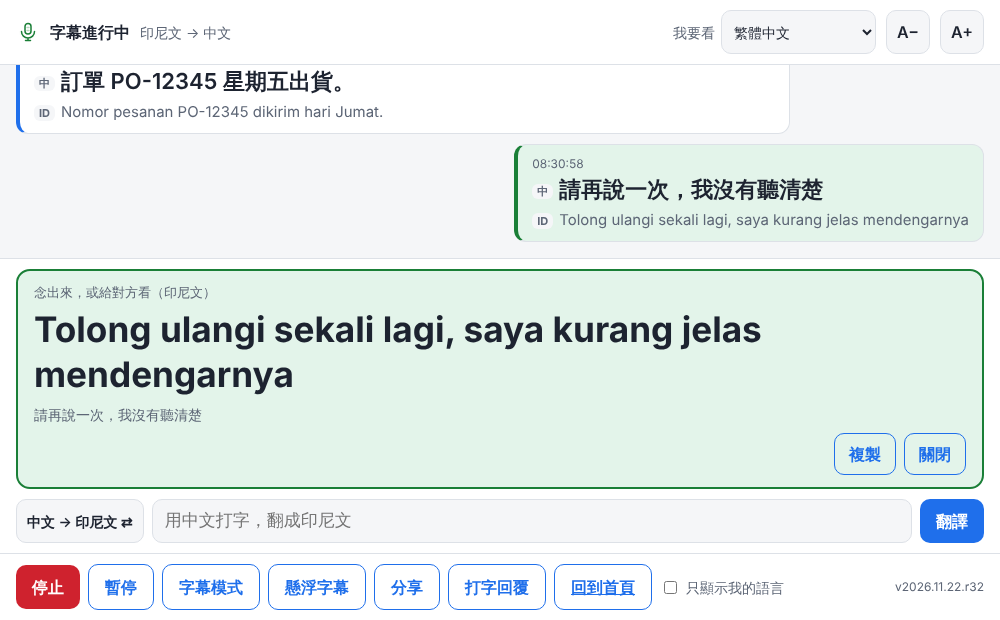 字幕進行中 印尼文 → 中文 我要看 繁體中文 A− A+
中 訂單 PO-12345 星期五出貨。
ID Nomor pesanan PO-12345 dikirim hari Jumat.
08:30:58
中 請再說一次，我沒有聽清楚
ID Tolong ulangi sekali lagi, saya kurang jelas mendengarnya
念出來，或給對方看（印尼文）
Tolong ulangi sekali lagi, saya kurang jelas
mendengarnya
請再說一次，我沒有聽清楚
複製 關閉
中文 → 印尼文 ⇄ 用中文打字，翻成印尼文 翻譯
停止 暫停 字幕模式 懸浮字幕 分享 打字回覆 回到首頁 只顯示我的語言 v2026.11.22.r32